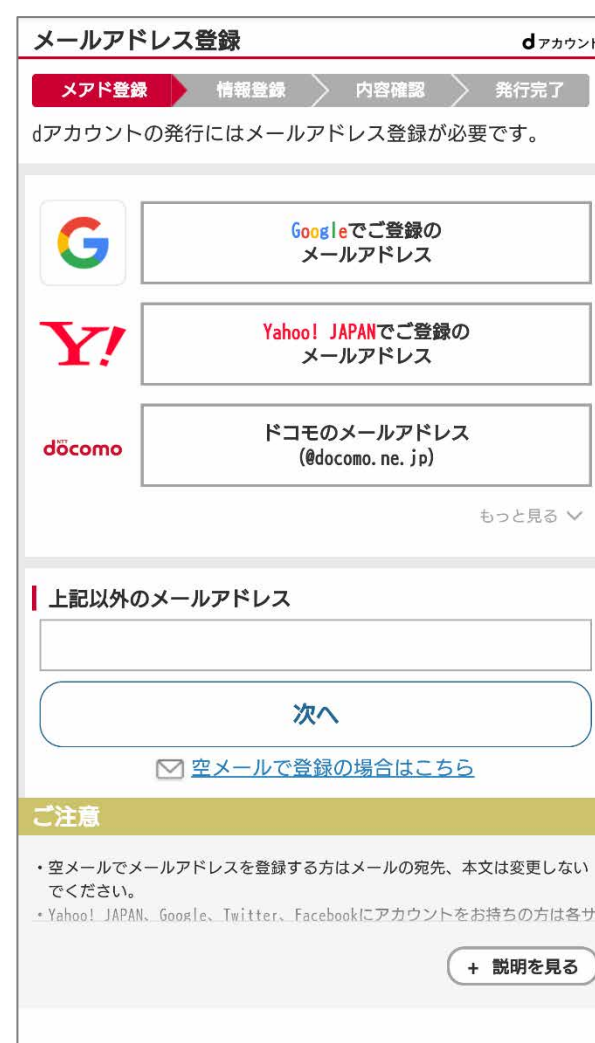 メールアドレス登録
dアカウント
メアド登録
情報登録
内容確認
発行完了
dアカウントの発行にはメールアドレス登録が必要です。
G
Googleでご登録の
メールアドレス
Y!
Yahoo! JAPANでご登録の
メールアドレス
NTT
döcomo
ドコモのメールアドレス
(@docomo.ne.jp)
もっと見る
上記以外のメールアドレス
次へ
空メールで登録の場合はこちら
ご注意
・空メールでメールアドレスを登録する方はメールの宛先、本文は変更しない
でください。
・Yahoo! JAPAN、Google、Twitter、Facebookにアカウントをお持ちの方は各サ
+ 説明を見る